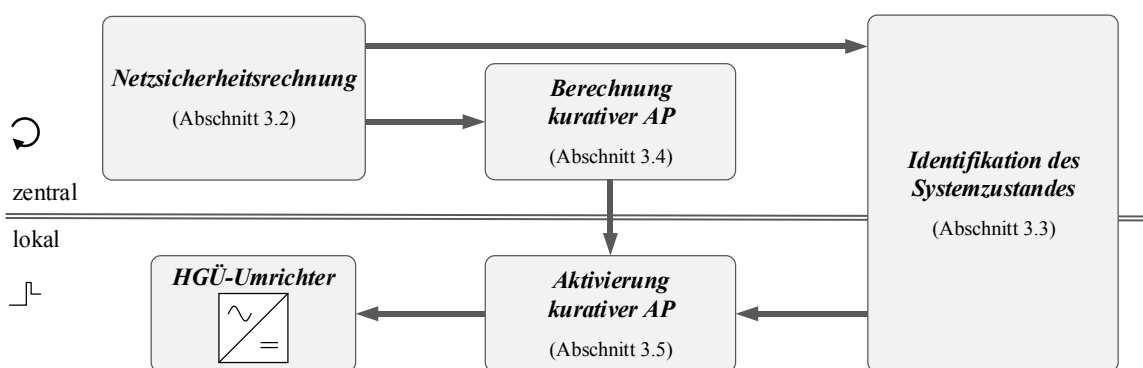 Netzsicherheitsrechnung
(Abschnitt 3.2)
Berechnung
kurativer AP
(Abschnitt 3.4)
Identifikation des
Systemzustandes
(Abschnitt 3.3)
zentral
lokal
HGÜ-Umrichter
Aktivierung
kurativer AP
(Abschnitt 3.5)